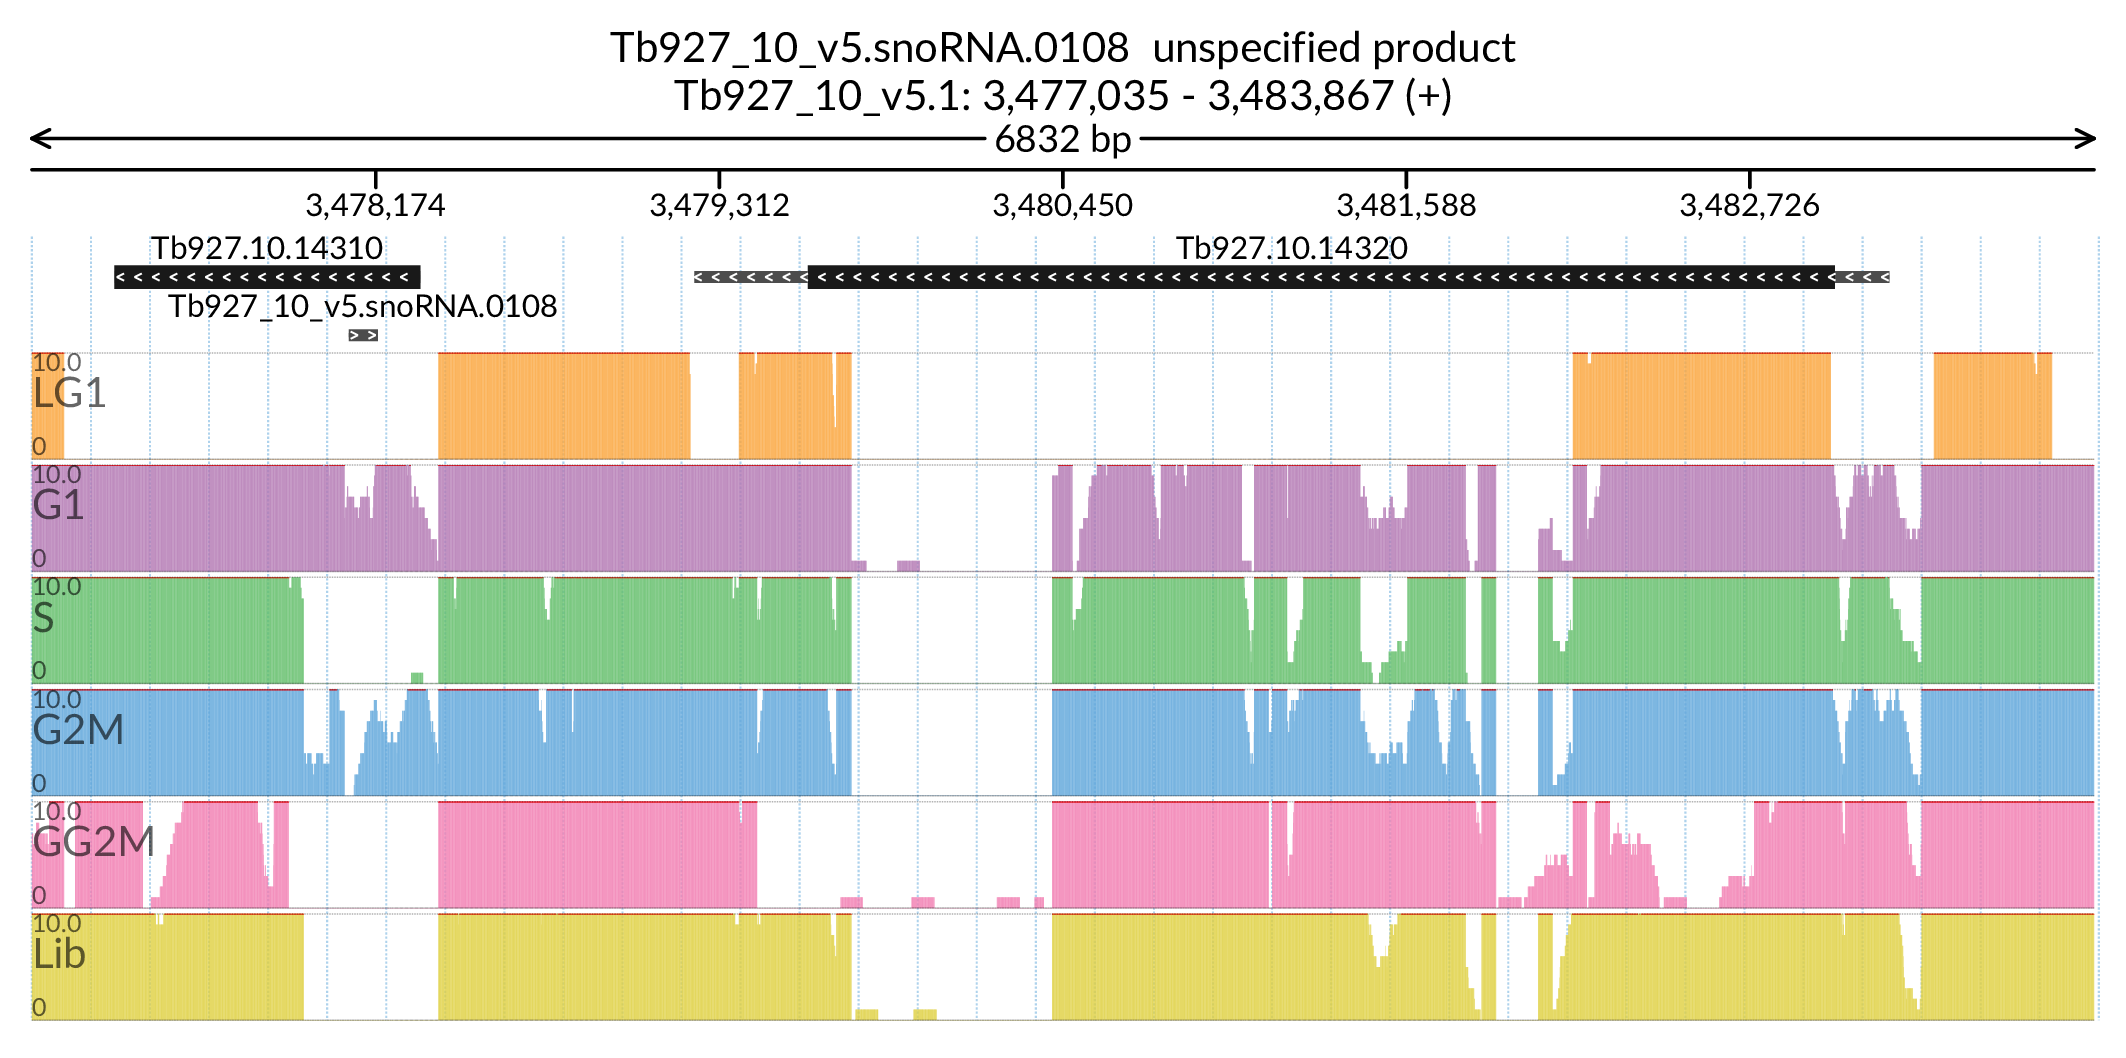 Tb927_10_v5.snoRNA.0108 unspecified product
Tb927_10_v5.1: 3,477,035 - 3,483,867 (+)
6832 bp
3,478,174 3,479,312 3,480,450 3,481,588 3,482,726
Tb927.10.14310 Tb927.10.14320
Tb927_10_v5.snoRNA.0108
10.0
LG1
0
10.0
G1
0
10.0
S
0
10.0
G2M
0
10.0
GG2M
0
10.0
Lib
0